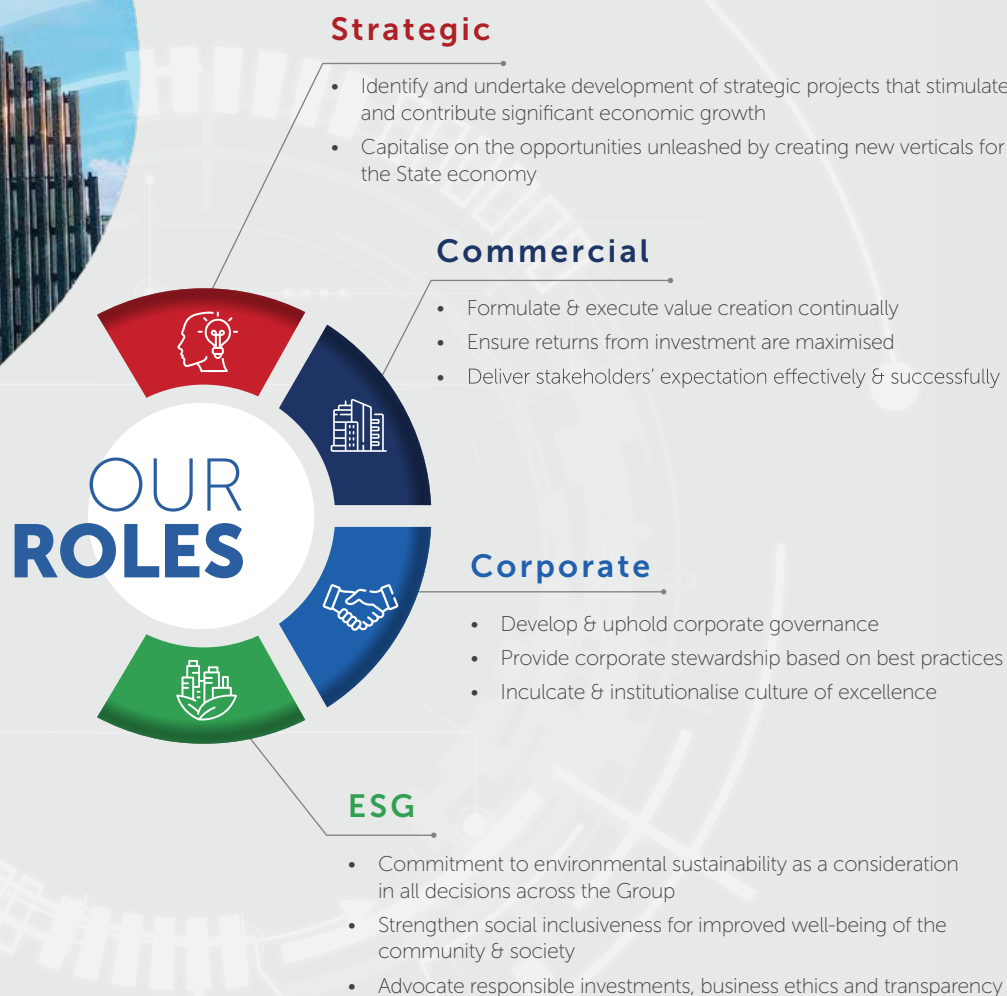 Strategic
• Identify and undertake development of strategic projects that stimulate
and contribute significant economic growth
• Capitalise on the opportunities unleashed by creating new verticals for
the State economy
Commercial
• Formulate & execute value creation continually
• Ensure returns from investment are maximised
• Deliver stakeholders’ expectation effectively & successfully
OUR
ROLES
Corporate
• Develop & uphold corporate governance
• Provide corporate stewardship based on best practices
• Inculcate & institutionalise culture of excellence
ESG
• Commitment to environmental sustainability as a consideration
in all decisions across the Group
• Strengthen social inclusiveness for improved well-being of the
community & society
• Advocate responsible investments, business ethics and transparency